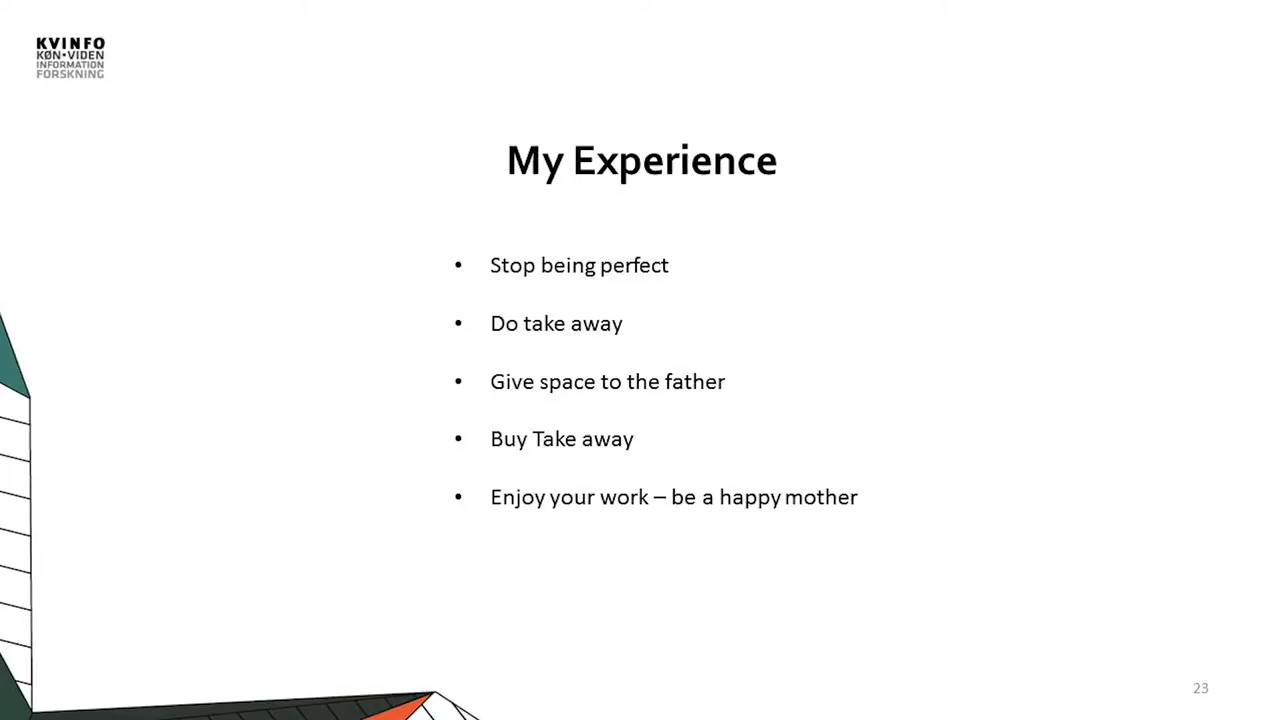 KVINFO
KØN•VIDEN
INFORMATION
FORSKNING
My Experience
• Stop being perfect
• Do take away
• Give space to the father
• Buy Take away
• Enjoy your work – be a happy mother
23